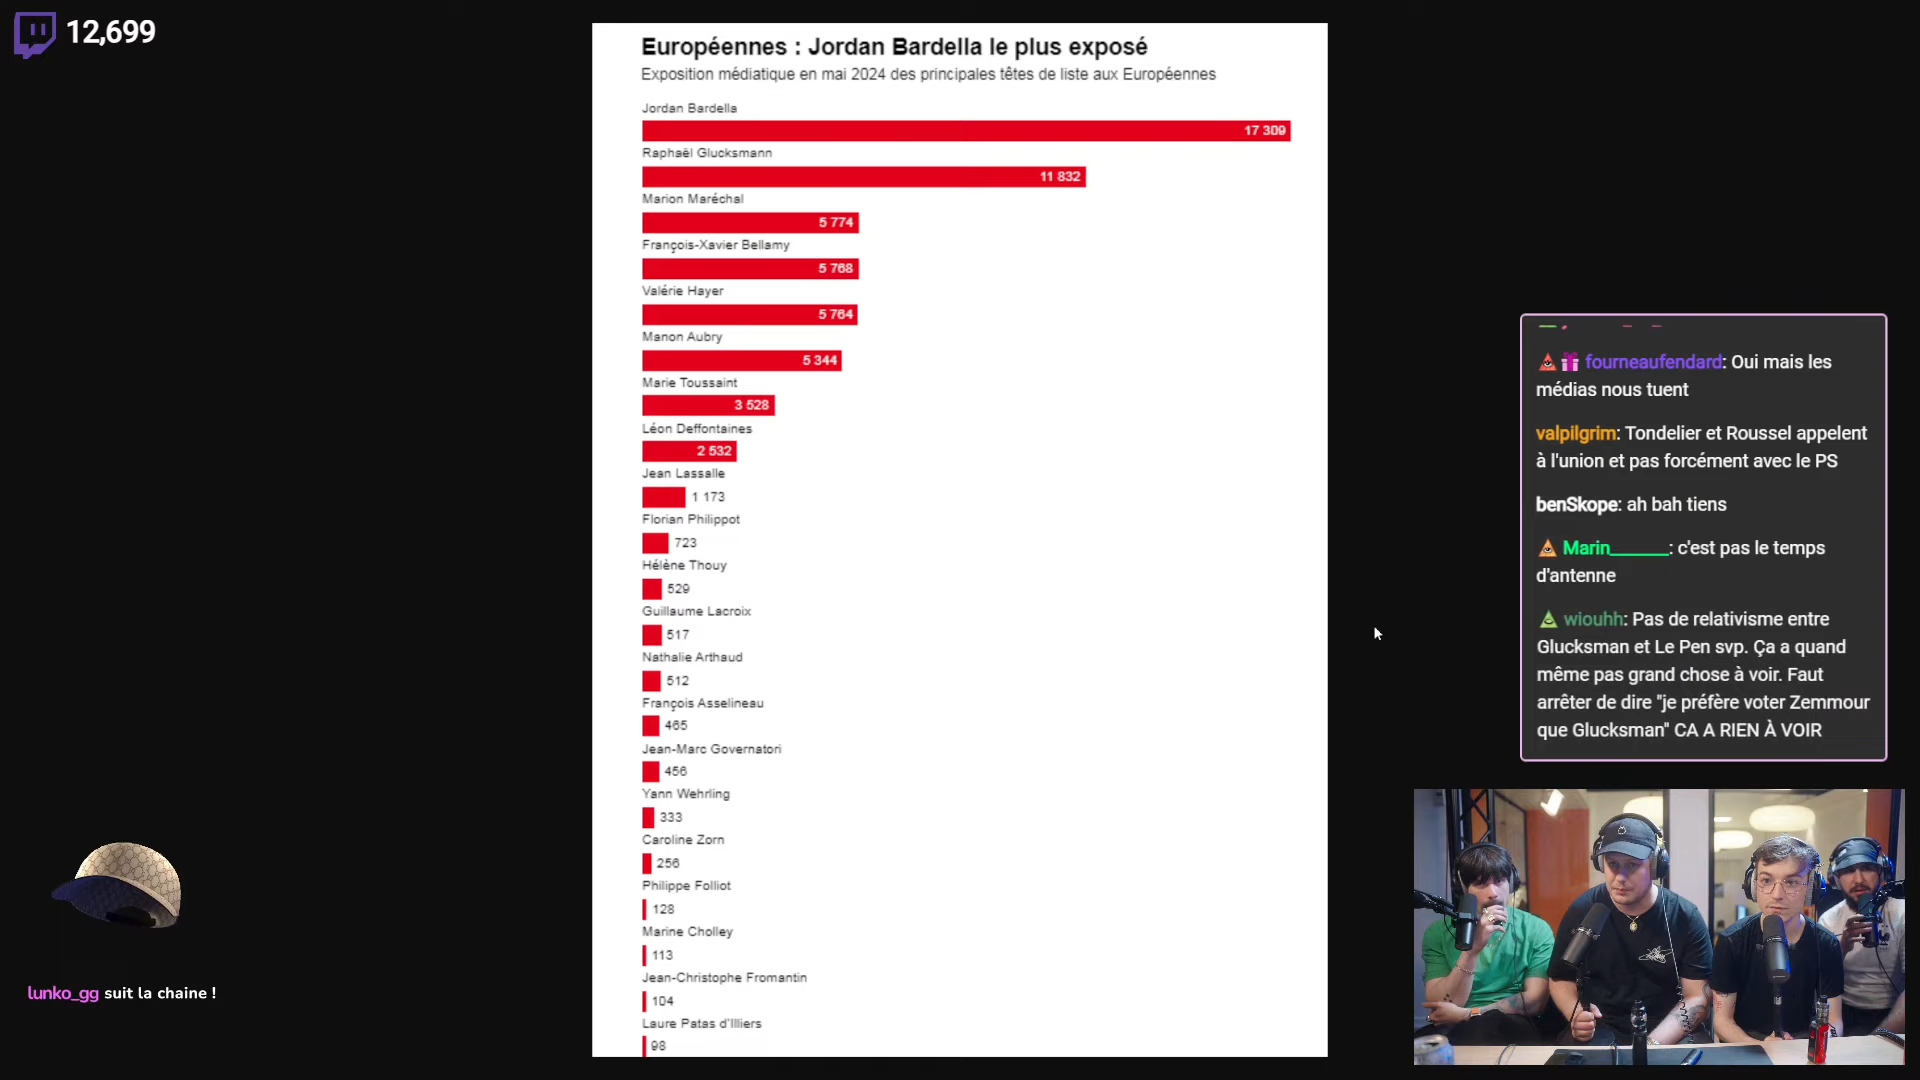 12,699
Européennes : Jordan Bardella le plus exposé
Exposition médiatique en mai 2024 des principales têtes de liste aux Européennes
Jordan Bardella
17 309
Raphaël Glucksmann
11 832
Marion Maréchal
5 774
François-Xavier Bellamy
5 768
Valérie Hayer
5 764
Manon Aubry
5 344
Marie Toussaint
3 528
Léon Deffontaines
2 532
Jean Lassalle
1 173
Florian Philippot
723
Hélène Thouy
529
Guillaume Lacroix
517
Nathalie Arthaud
512
François Asselineau
465
Jean-Marc Governatori
456
Yann Wehrling
333
Caroline Zorn
256
Philippe Folliot
128
Marine Cholley
113
Jean-Christophe Fromantin
104
Laure Patas d'Illiers
98
fourneaufendard: Oui mais les
médias nous tuent
valpilgrim: Tondelier et Roussel appelent
à l'union et pas forcément avec le PS
benSkope: ah bah tiens
Marin______: c'est pas le temps
d'antenne
wiouhh: Pas de relativisme entre
Glucksman et Le Pen svp. Ça a quand
même pas grand chose à voir. Faut
arrêter de dire "je préfère voter Zemmour
que Glucksman" CA A RIEN À VOIR
lunko_gg suit la chaine !